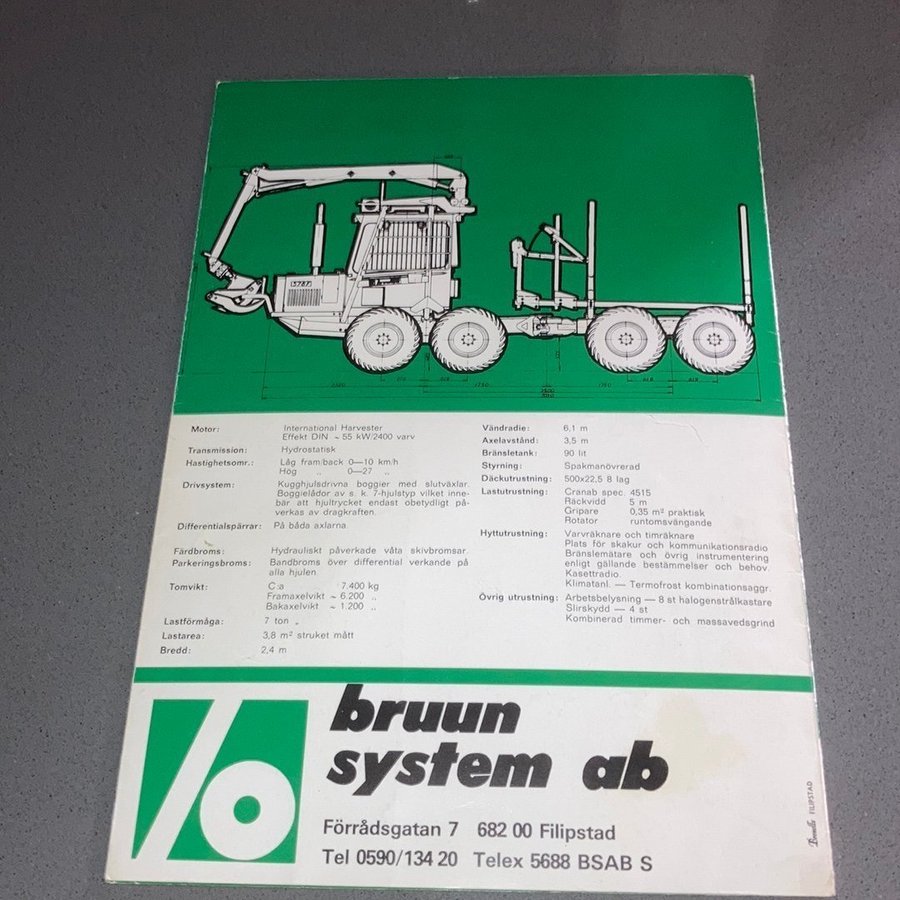 5787
Motor: International Harvester
Effekt DIN ~ 55 kW/2400 varv
Transmission: Hydrostatisk
Hastighetsomr.: Låg fram/back 0—10 km/h
Hög „ 0—27 „
Drivsystem: Kugghjulsdrivna boggier med slutväxlar.
Boggielådor av s. k. 7-hjulstyp vilket inne-
bär att hjultrycket endast obetydligt på-
verkas av dragkraften.
Differentialspärrar: På båda axlarna.
Färdbroms: Hydrauliskt påverkade våta skivbromsar.
Parkeringsbroms: Bandbroms över differential verkande på
alla hjulen.
Tomvikt: C:a 7.400 kg
Framaxelvikt ~ 6.200 „
Bakaxelvikt ~ 1.200 „
Lastförmåga: 7 ton „
Lastarea: 3,8 m² struket mått
Bredd: 2,4 m
Vändradie: 6,1 m
Axelavstånd: 3,5 m
Bränsletank: 90 lit
Styrning: Spakmanövrerad
Däckutrustning: 500x22,5 8 lag
Lastutrustning: Cranab spec. 4515
Räckvidd 5 m
Gripare 0,35 m² praktisk
Rotator runtomsvängande
Hyttutrustning: Varvräknare och timräknare
Plats för skakur och kommunikationsradio
Bränslemätare och övrig instrumentering
enligt gällande bestämmelser och behov.
Kasettradio.
Klimatanl. — Termofrost kombinationsaggr.
Övrig utrustning: Arbetsbelysning — 8 st halogenstrålkastare
Slirskydd — 4 st
Kombinerad timmer- och massavedsgrind
bruun
system ab
Förrådsgatan 7 682 00 Filipstad
Tel 0590/134 20 Telex 5688 BSAB S
FILIPSTAD